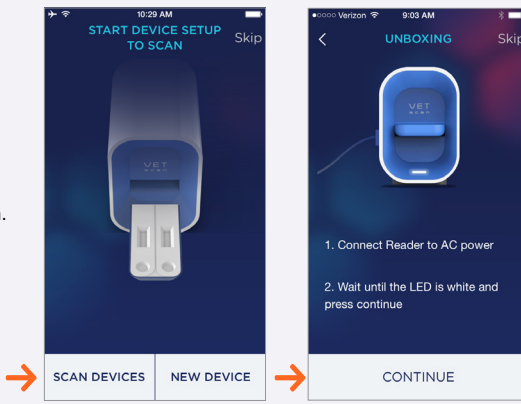 10:29 AM
START DEVICE SETUP
TO SCAN
Skip
VET
scan
SCAN DEVICES
NEW DEVICE
Verizon
9:03 AM
UNBOXING
Skip
VET
scan
1. Connect Reader to AC power
2. Wait until the LED is white and
press continue
CONTINUE